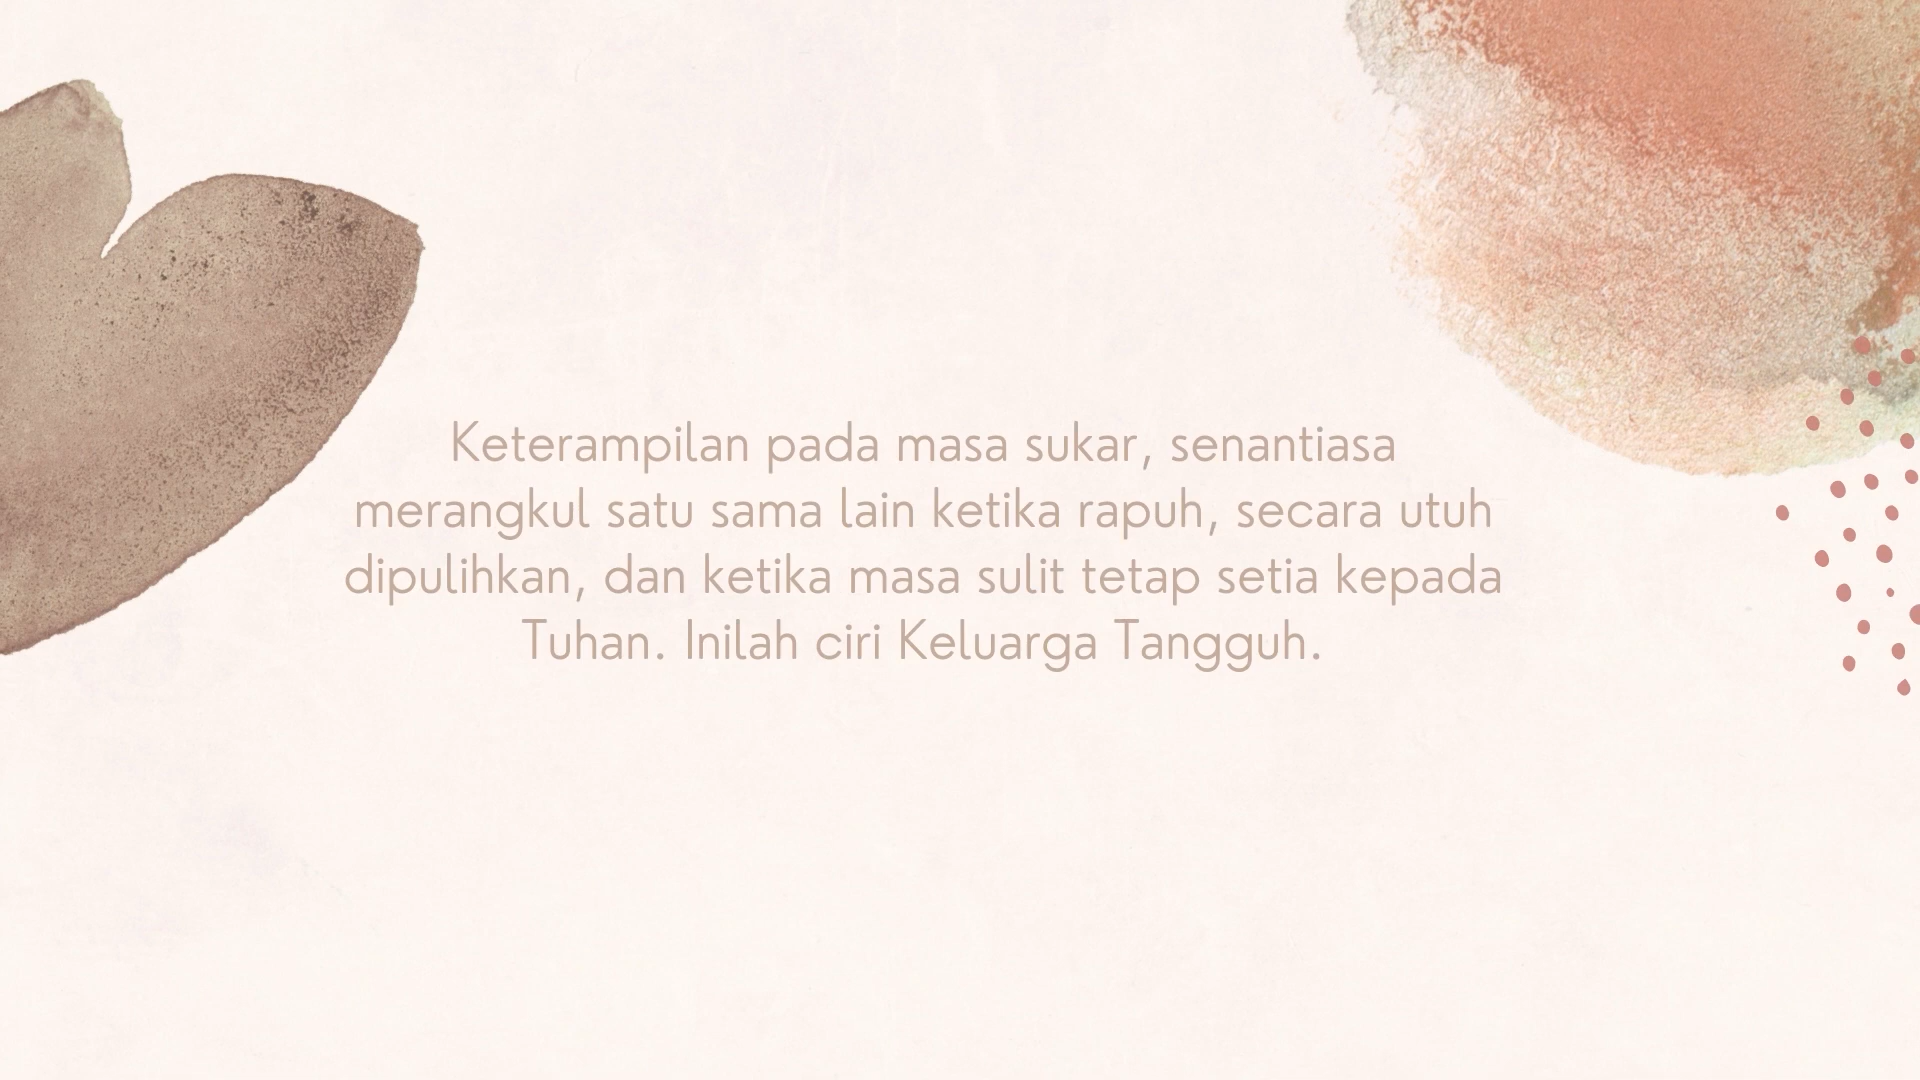 Keterampilan pada masa sukar, senantiasa
merangkul satu sama lain ketika rapuh, secara utuh
dipulihkan, dan ketika masa sulit tetap setia kepada
Tuhan. Inilah ciri Keluarga Tangguh.